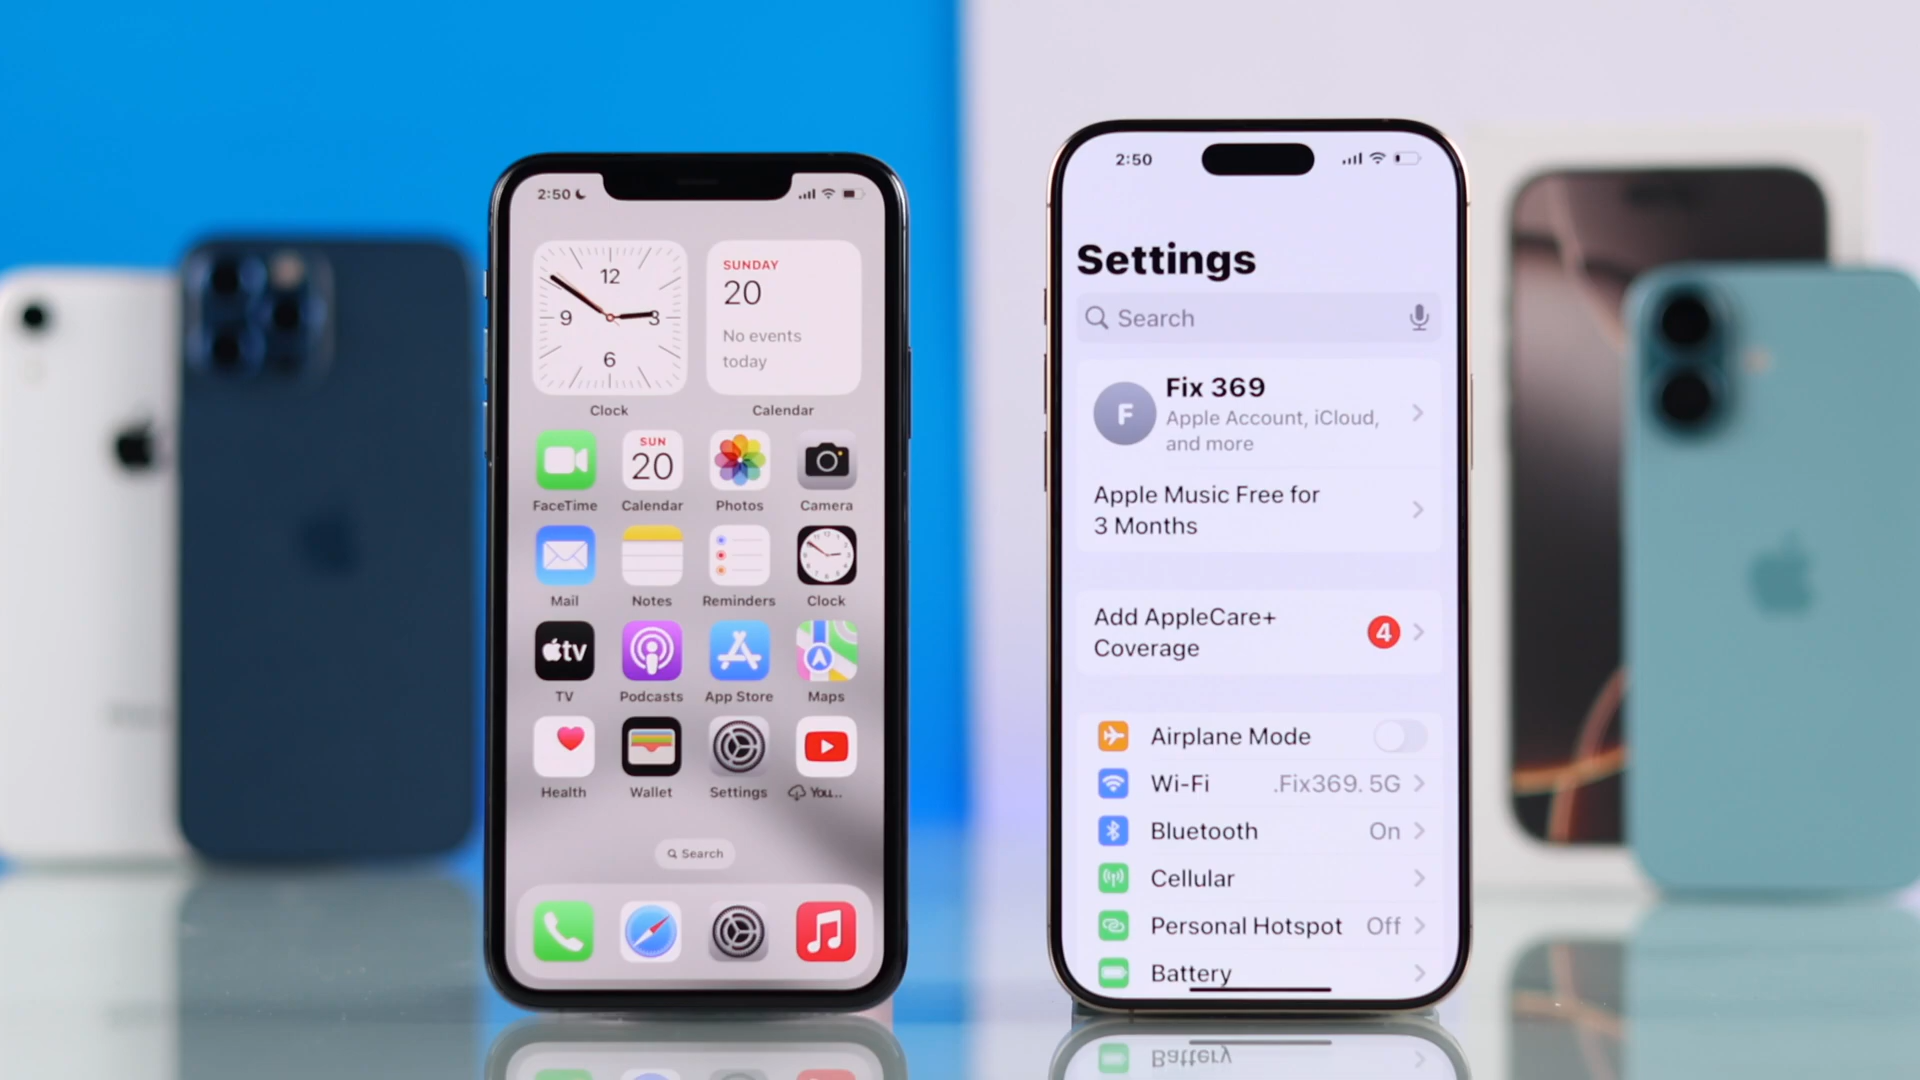 2:50
12
9
3
6
Clock
SUNDAY
20
No events
today
Calendar
SUN
20
FaceTime
Calendar
Photos
Camera
Mail
Notes
Reminders
Clock
tv
TV
Podcasts
App Store
Maps
Health
Wallet
Settings
You...
Search
2:50
Settings
Search
F
Fix 369
Apple Account, iCloud,
and more
Apple Music Free for
3 Months
Add AppleCare+
Coverage
4
Airplane Mode
Wi-Fi
.Fix369. 5G
Bluetooth
On
Cellular
Personal Hotspot
Off
Battery
Battery